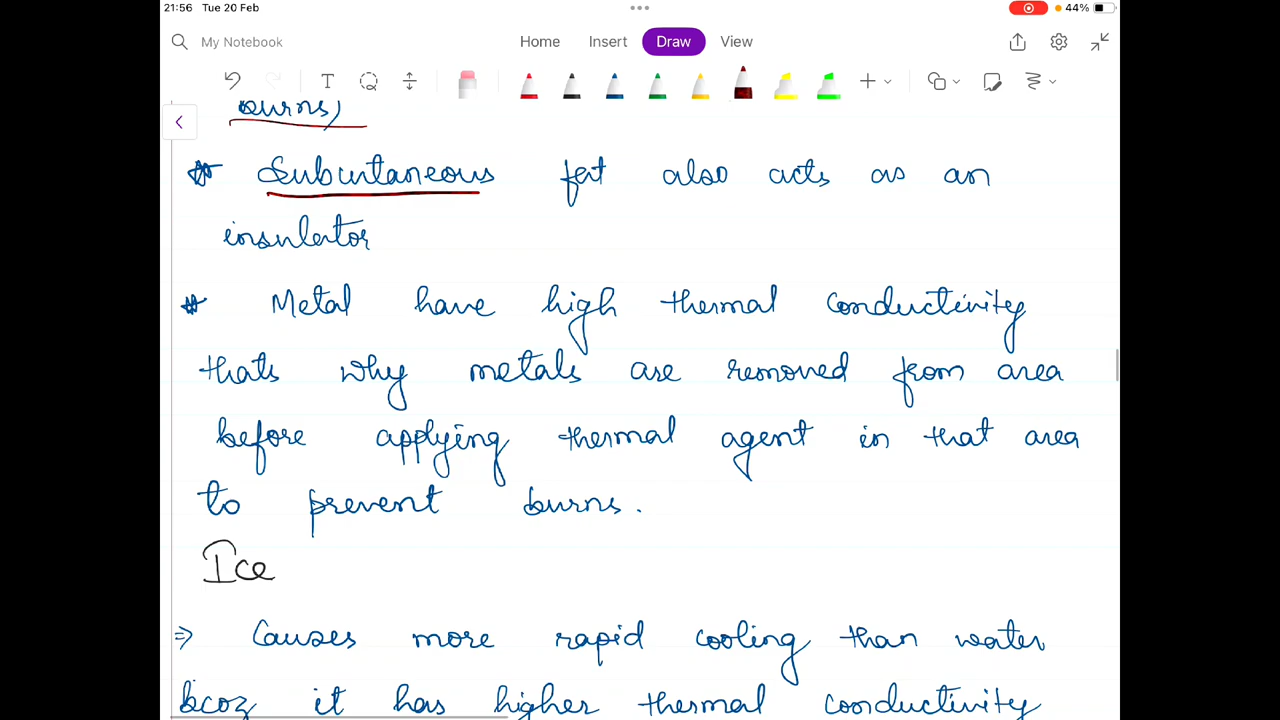 21:56 Tue 20 Feb
44%
My Notebook
Home Insert Draw View
T
burns)
Subcutaneous fat also acts as an
insulator
Metal have high thermal conductivity
thats why metals are removed from area
before applying thermal agent in that area
to prevent burns.
Ice
⇒ Causes more rapid cooling than water
bcoz it has higher thermal conductivity